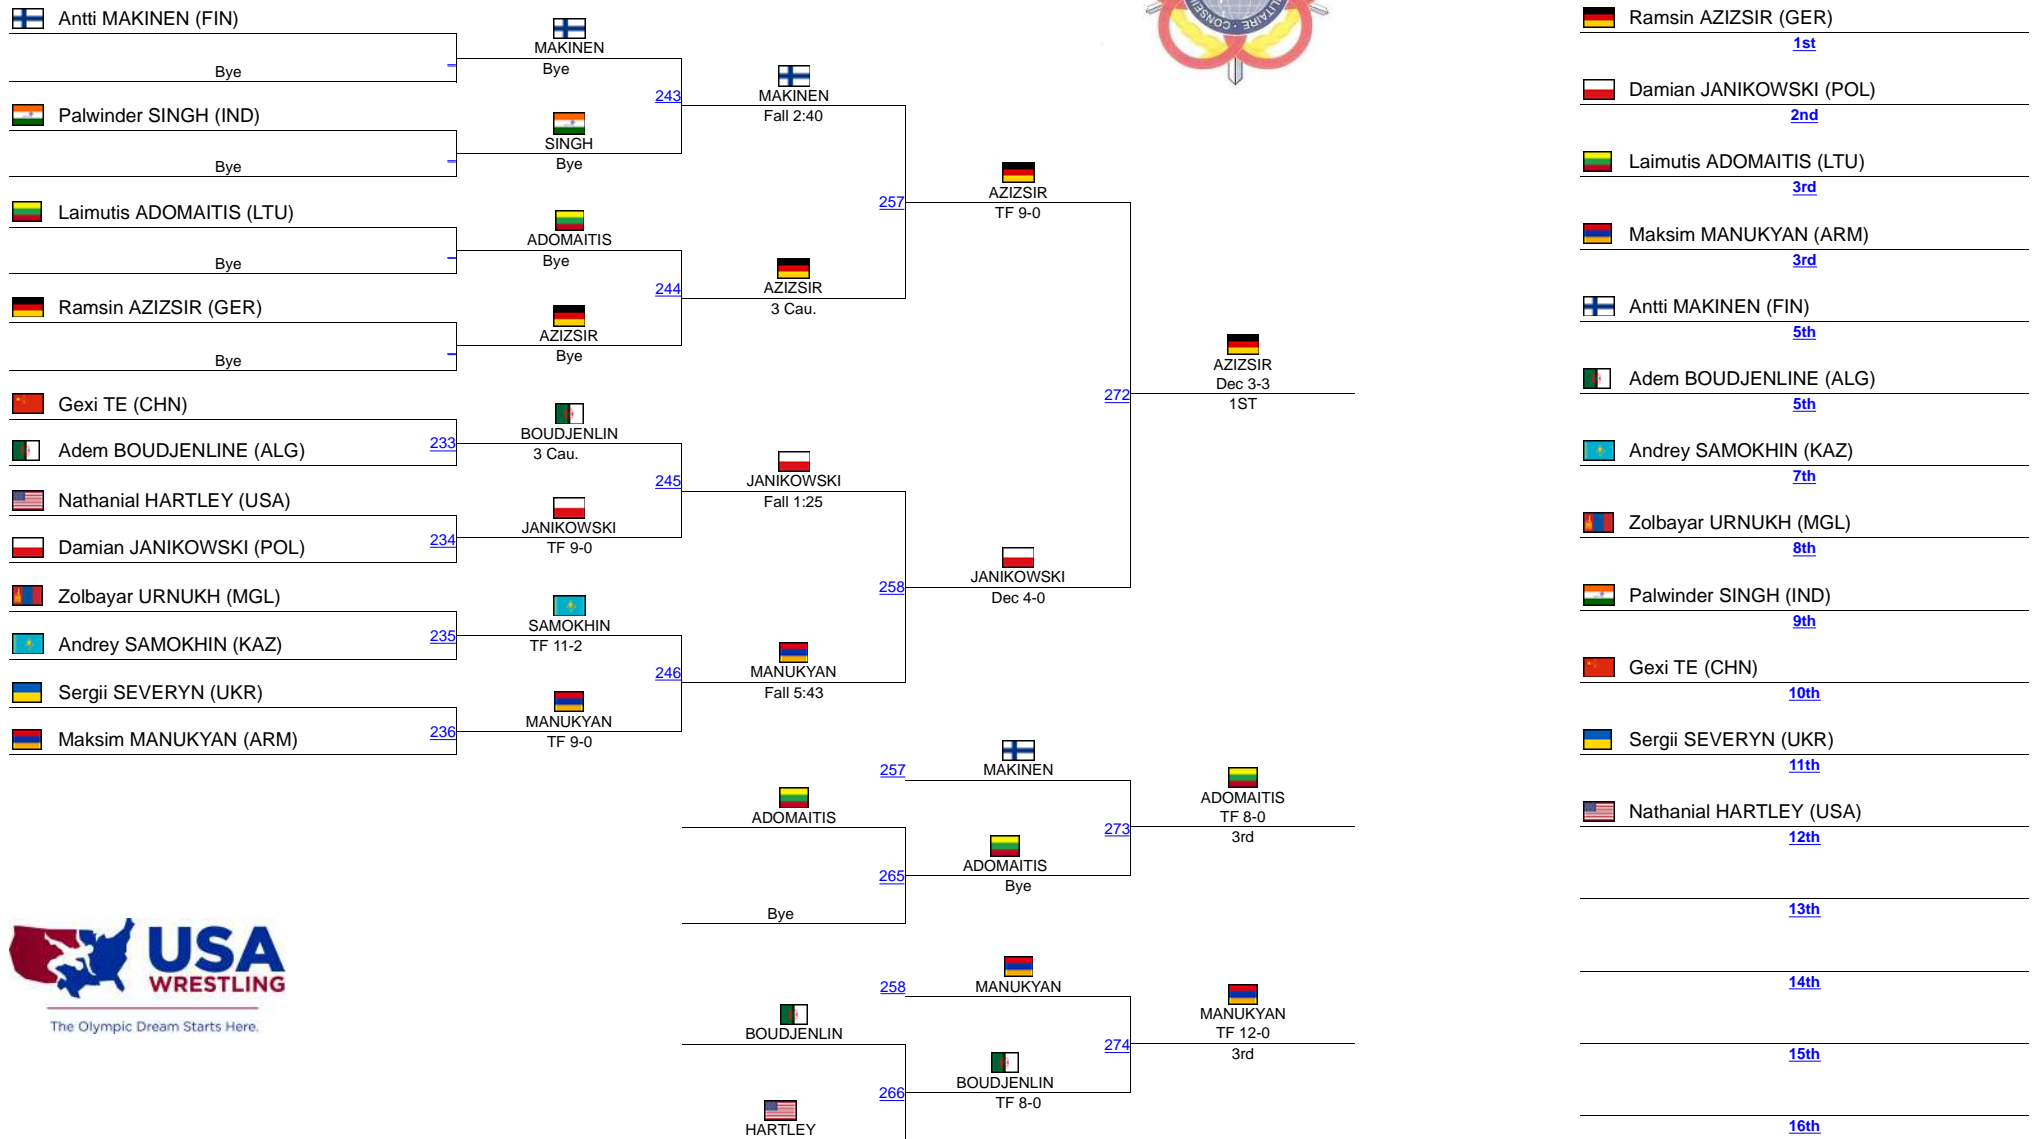 Antti MAKINEN (FIN)
Bye
Palwinder SINGH (IND)
Bye
Laimutis ADOMAITIS (LTU)
Bye
Ramsin AZIZSIR (GER)
Bye
Gexi TE (CHN)
Adem BOUDJENLINE (ALG)
233
Nathanial HARTLEY (USA)
Damian JANIKOWSKI (POL)
234
Zolbayar URNUKH (MGL)
Andrey SAMOKHIN (KAZ)
235
Sergii SEVERYN (UKR)
Maksim MANUKYAN (ARM)
236
MAKINEN
Bye
243
SINGH
Bye
ADOMAITIS
Bye
244
AZIZSIR
Bye
BOUDJENLIN
3 Cau.
245
JANIKOWSKI
TF 9-0
SAMOKHIN
TF 11-2
246
MANUKYAN
TF 9-0
MAKINEN
Fall 2:40
257
AZIZSIR
3 Cau.
JANIKOWSKI
Fall 1:25
258
MANUKYAN
Fall 5:43
AZIZSIR
TF 9-0
272
JANIKOWSKI
Dec 4-0
AZIZSIR
Dec 3-3
1ST
257
MAKINEN
ADOMAITIS
265
Bye
ADOMAITIS
Bye
273
ADOMAITIS
TF 8-0
3rd
258
MANUKYAN
BOUDJENLIN
266
HARTLEY
BOUDJENLIN
TF 8-0
274
MANUKYAN
TF 12-0
3rd
USA
WRESTLING
The Olympic Dream Starts Here.
Ramsin AZIZSIR (GER)
1st
Damian JANIKOWSKI (POL)
2nd
Laimutis ADOMAITIS (LTU)
3rd
Maksim MANUKYAN (ARM)
3rd
Antti MAKINEN (FIN)
5th
Adem BOUDJENLINE (ALG)
5th
Andrey SAMOKHIN (KAZ)
7th
Zolbayar URNUKH (MGL)
8th
Palwinder SINGH (IND)
9th
Gexi TE (CHN)
10th
Sergii SEVERYN (UKR)
11th
Nathanial HARTLEY (USA)
12th
13th
14th
15th
16th